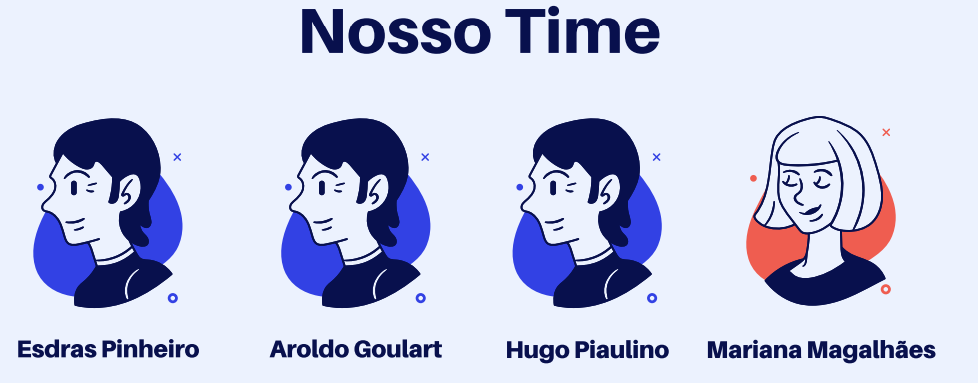 Nosso Time
Esdras Pinheiro
Aroldo Goulart
Hugo Piaulino
Mariana Magalhães